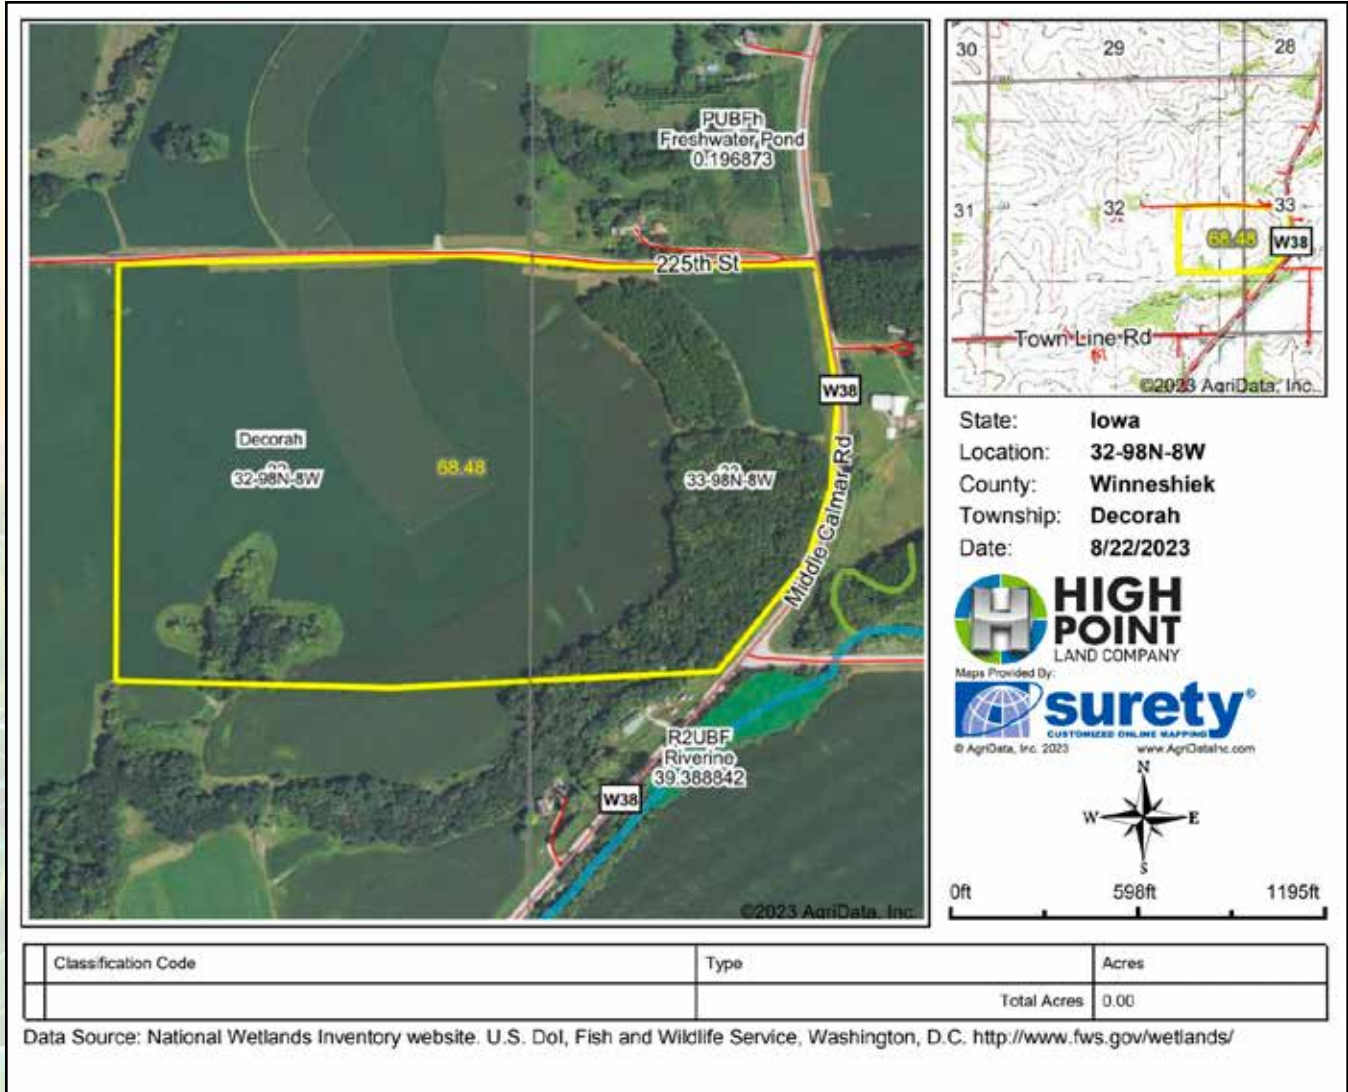 PUBFh
Freshwater Pond
0.196873
225th St
W38
Decorah
32-98N-8W
68.48
33-98N-8W
Middle Calmar Rd
R2UBF
Riverine
39.388842
W38
©2023 AgriData, Inc.
30 29 28
31 32 33
68.48
W38
Town Line Rd
©2023 AgriData, Inc.
State: Iowa
Location: 32-98N-8W
County: Winneshiek
Township: Decorah
Date: 8/22/2023
HIGH
POINT
LAND COMPANY
Maps Provided By:
surety®
CUSTOMIZED ONLINE MAPPING
© AgriData, Inc. 2023 www.AgriDataInc.com
N
W E
S
0ft 598ft 1195ft
Classification Code Type Acres
Total Acres 0.00
Data Source: National Wetlands Inventory website. U.S. DoI, Fish and Wildlife Service, Washington, D.C. http://www.fws.gov/wetlands/